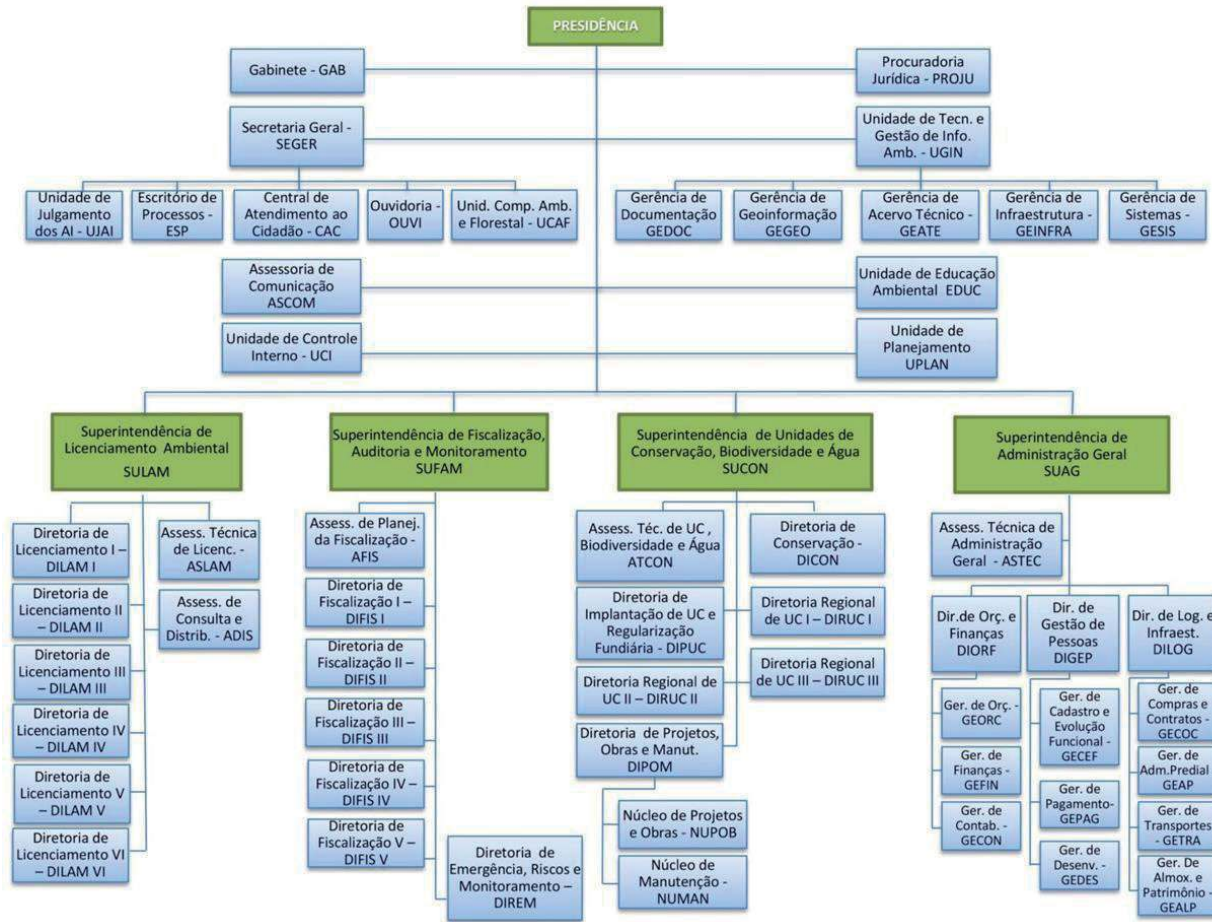 PRESIDÊNCIA
Gabinete - GAB
Procuradoria
Jurídica - PROJU
Secretaria Geral -
SEGER
Unidade de Tecn. e
Gestão de Info.
Amb. - UGIN
Unidade de
Julgamento
dos AI - UJAI
Escritório de
Processos -
ESP
Central de
Atendimento ao
Cidadão - CAC
Ouvidoria -
OUVI
Unid. Comp. Amb.
e Florestal - UCAF
Gerência de
Documentação
GEDOC
Gerência de
Geoinformação
GEGEO
Gerência de
Acervo Técnico -
GEATE
Gerência de
Infraestrutura -
GEINFRA
Gerência de
Sistemas -
GESIS
Assessoria de
Comunicação
ASCOM
Unidade de Educação
Ambiental EDUC
Unidade de Controle
Interno - UCI
Unidade de
Planejamento
UPLAN
Superintendência de
Licenciamento Ambiental
SULAM
Superintendência de Fiscalização,
Auditoria e Monitoramento
SUFAM
Superintendência de Unidades de
Conservação, Biodiversidade e Água
SUCON
Superintendência de
Administração Geral
SUAG
Diretoria de
Licenciamento I –
DILAM I
Assess. Técnica
de Licenc. -
ASLAM
Diretoria de
Licenciamento II
– DILAM II
Assess. de
Consulta e
Distrib. - ADIS
Diretoria de
Licenciamento III
– DILAM III
Diretoria de
Licenciamento IV
– DILAM IV
Diretoria de
Licenciamento V
– DILAM V
Diretoria de
Licenciamento VI
– DILAM VI
Assess. de Planej.
da Fiscalização -
AFIS
Diretoria de
Fiscalização I –
DIFIS I
Diretoria de
Fiscalização II –
DIFIS II
Diretoria de
Fiscalização III –
DIFIS III
Diretoria de
Fiscalização IV –
DIFIS IV
Diretoria de
Fiscalização V –
DIFIS V
Diretoria de
Emergência, Riscos e
Monitoramento –
DIREM
Assess. Téc. de UC ,
Biodiversidade e Água
ATCON
Diretoria de
Conservação -
DICON
Diretoria de
Implantação de UC e
Regularização
Fundiária - DIPUC
Diretoria Regional
de UC I – DIRUC I
Diretoria Regional de
UC II – DIRUC II
Diretoria Regional
de UC III – DIRUC III
Diretoria de Projetos,
Obras e Manut.
DIPOM
Núcleo de Projetos
e Obras - NUPOB
Núcleo de
Manutenção -
NUMAN
Assess. Técnica de
Administração
Geral - ASTEC
Dir.de Orç. e
Finanças
DIORF
Dir. de
Gestão de
Pessoas
DIGEP
Dir. de Log. e
Infraest.
DILOG
Ger. de Orç. -
GEORC
Ger. de
Finanças -
GEFIN
Ger. de
Contab. -
GECON
Ger. de
Cadastro e
Evolução
Funcional -
GECEF
Ger. de
Pagamento-
GEPAG
Ger. de
Desenv. -
GEDES
Ger. de
Compras e
Contratos -
GECOC
Ger. de
Adm.Predial -
GEAP
Ger. de
Transportes-
GETRA
Ger. De
Almox. e
Patrimônio -
GEALP